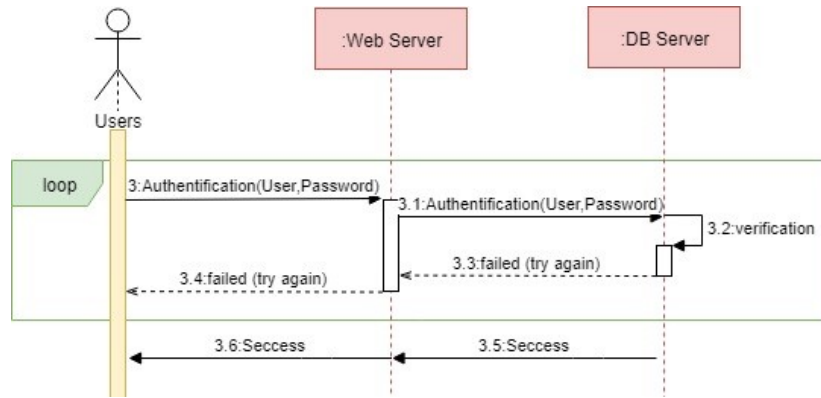 :Web Server
:DB Server
Users
loop
3:Authentification(User,Password)
3.1:Authentification(User,Password)
3.2:verification
3.3:failed (try again)
3.4:failed (try again)
3.6:Seccess
3.5:Seccess